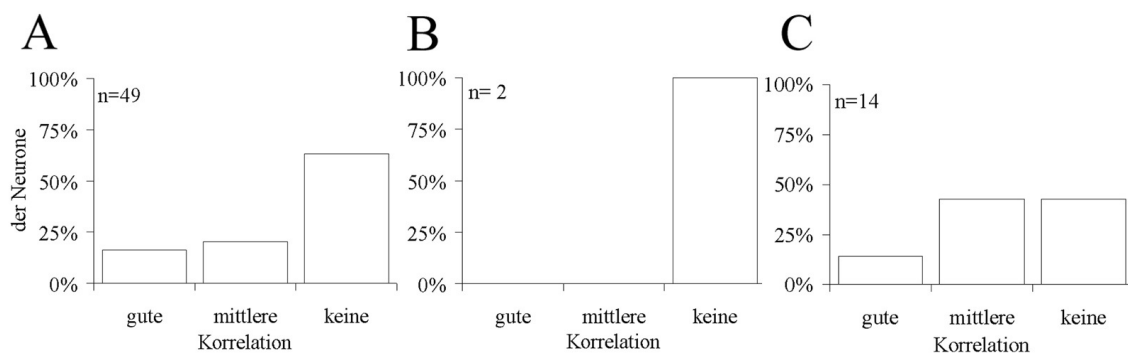 A
100%
n=49
75%
50%
25%
0%
der Neurone
gute mittlere keine
Korrelation
B
100%
n= 2
75%
50%
25%
0%
gute mittlere keine
Korrelation
C
100%
n=14
75%
50%
25%
0%
gute mittlere keine
Korrelation